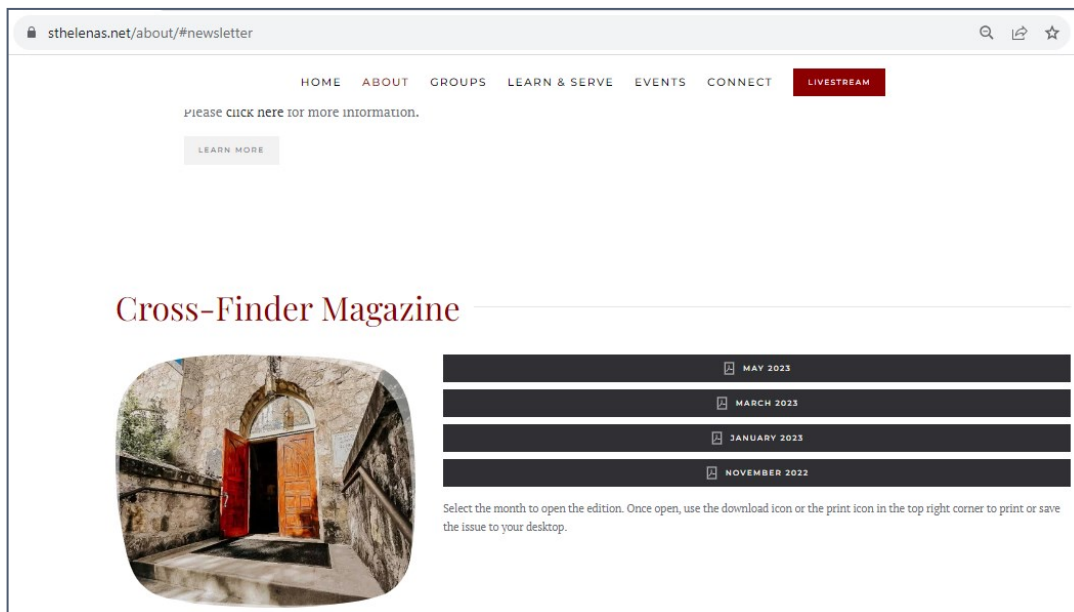 sthelenas.net/about/#newsletter
HOME ABOUT GROUPS LEARN & SERVE EVENTS CONNECT LIVESTREAM
Please click here for more information.
LEARN MORE
Cross-Finder Magazine
MAY 2023
MARCH 2023
JANUARY 2023
NOVEMBER 2022
Select the month to open the edition. Once open, use the download icon or the print icon in the top right corner to print or save
the issue to your desktop.